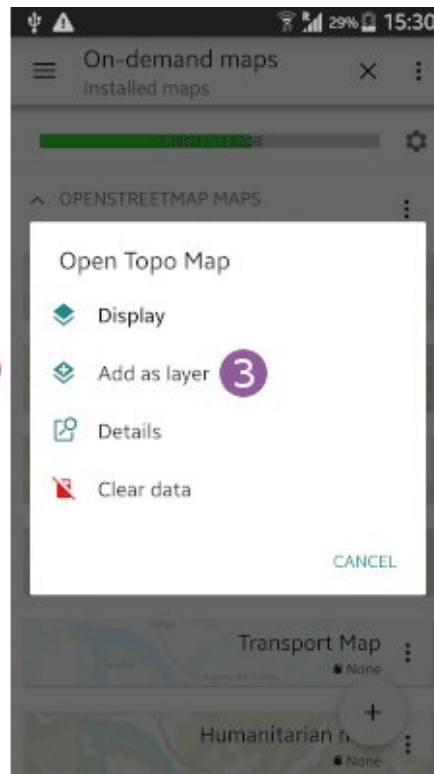 29% 15:30
On-demand maps
Installed maps
OPENSTREETMAP MAPS
Open Topo Map
Display
Add as layer 3
Details
Clear data
CANCEL
Transport Map
None
Humanitarian
None